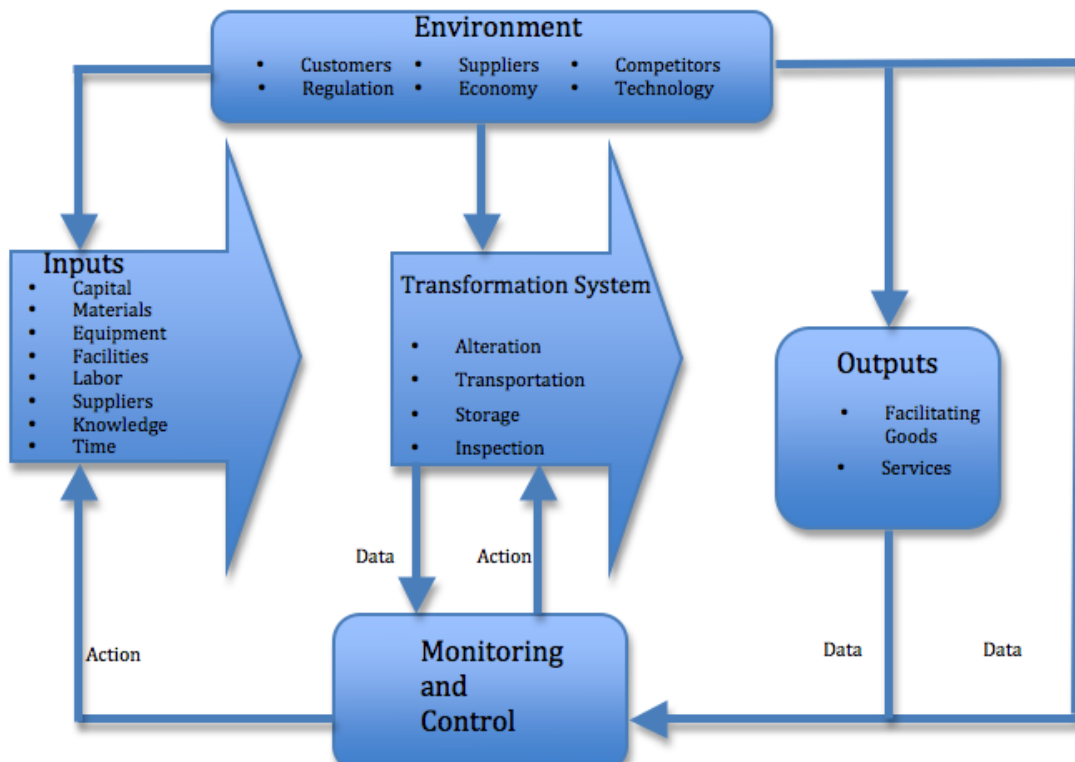 Environment
• Customers • Suppliers • Competitors
• Regulation • Economy • Technology
Inputs
• Capital
• Materials
• Equipment
• Facilities
• Labor
• Suppliers
• Knowledge
• Time
Transformation System
• Alteration
• Transportation
• Storage
• Inspection
Outputs
• Facilitating
Goods
• Services
Data
Action
Action
Monitoring
and
Control
Data
Data